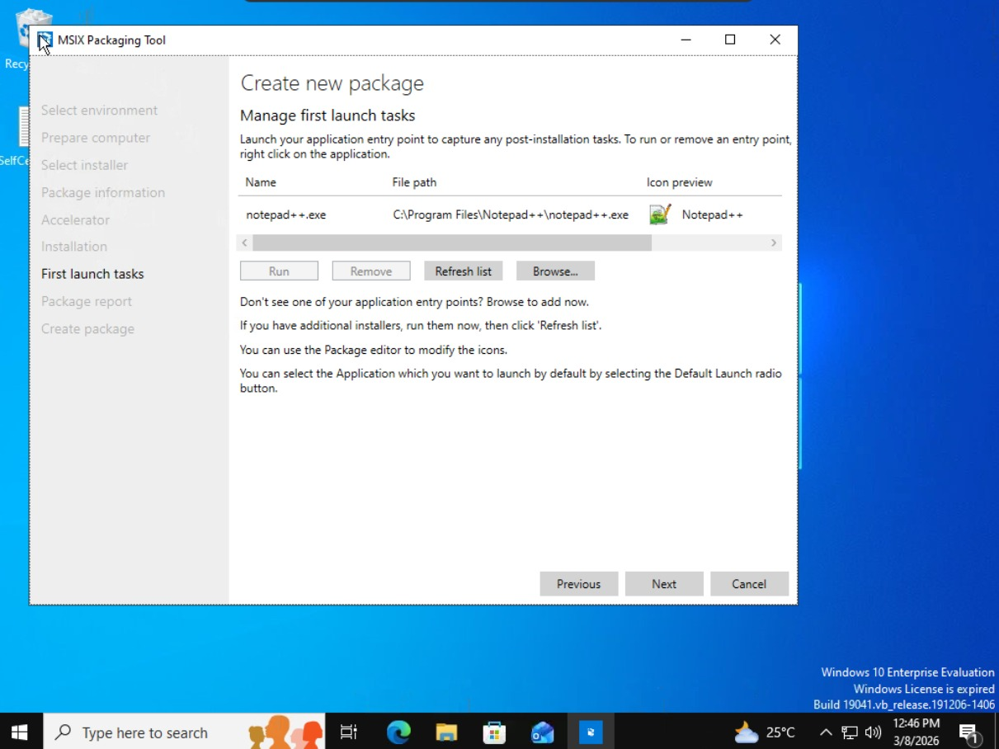 MSIX Packaging Tool
Create new package
Select environment
Prepare computer
Select installer
Package information
Accelerator
Installation
First launch tasks
Package report
Create package
Manage first launch tasks
Launch your application entry point to capture any post-installation tasks. To run or remove an entry point,
right click on the application.
Name File path Icon preview
notepad++.exe C:\Program Files\Notepad++\notepad++.exe Notepad++
Run Remove Refresh list Browse...
Don't see one of your application entry points? Browse to add now.
If you have additional installers, run them now, then click 'Refresh list'.
You can use the Package editor to modify the icons.
You can select the Application which you want to launch by default by selecting the Default Launch radio
button.
Previous Next Cancel
Recy
SelfCe
Windows 10 Enterprise Evaluation
Windows License is expired
Build 19041.vb_release.191206-1406
Type here to search
25°C
12:46 PM
3/8/2026
1